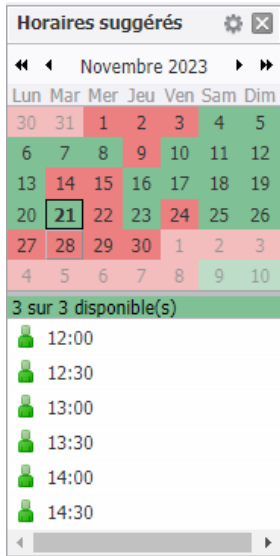 Horaires suggérés
Novembre 2023
Lun Mar Mer Jeu Ven Sam Dim
30 31 1 2 3 4 5
6 7 8 9 10 11 12
13 14 15 16 17 18 19
20 21 22 23 24 25 26
27 28 29 30 1 2 3
4 5 6 7 8 9 10
3 sur 3 disponible(s)
12:00
12:30
13:00
13:30
14:00
14:30